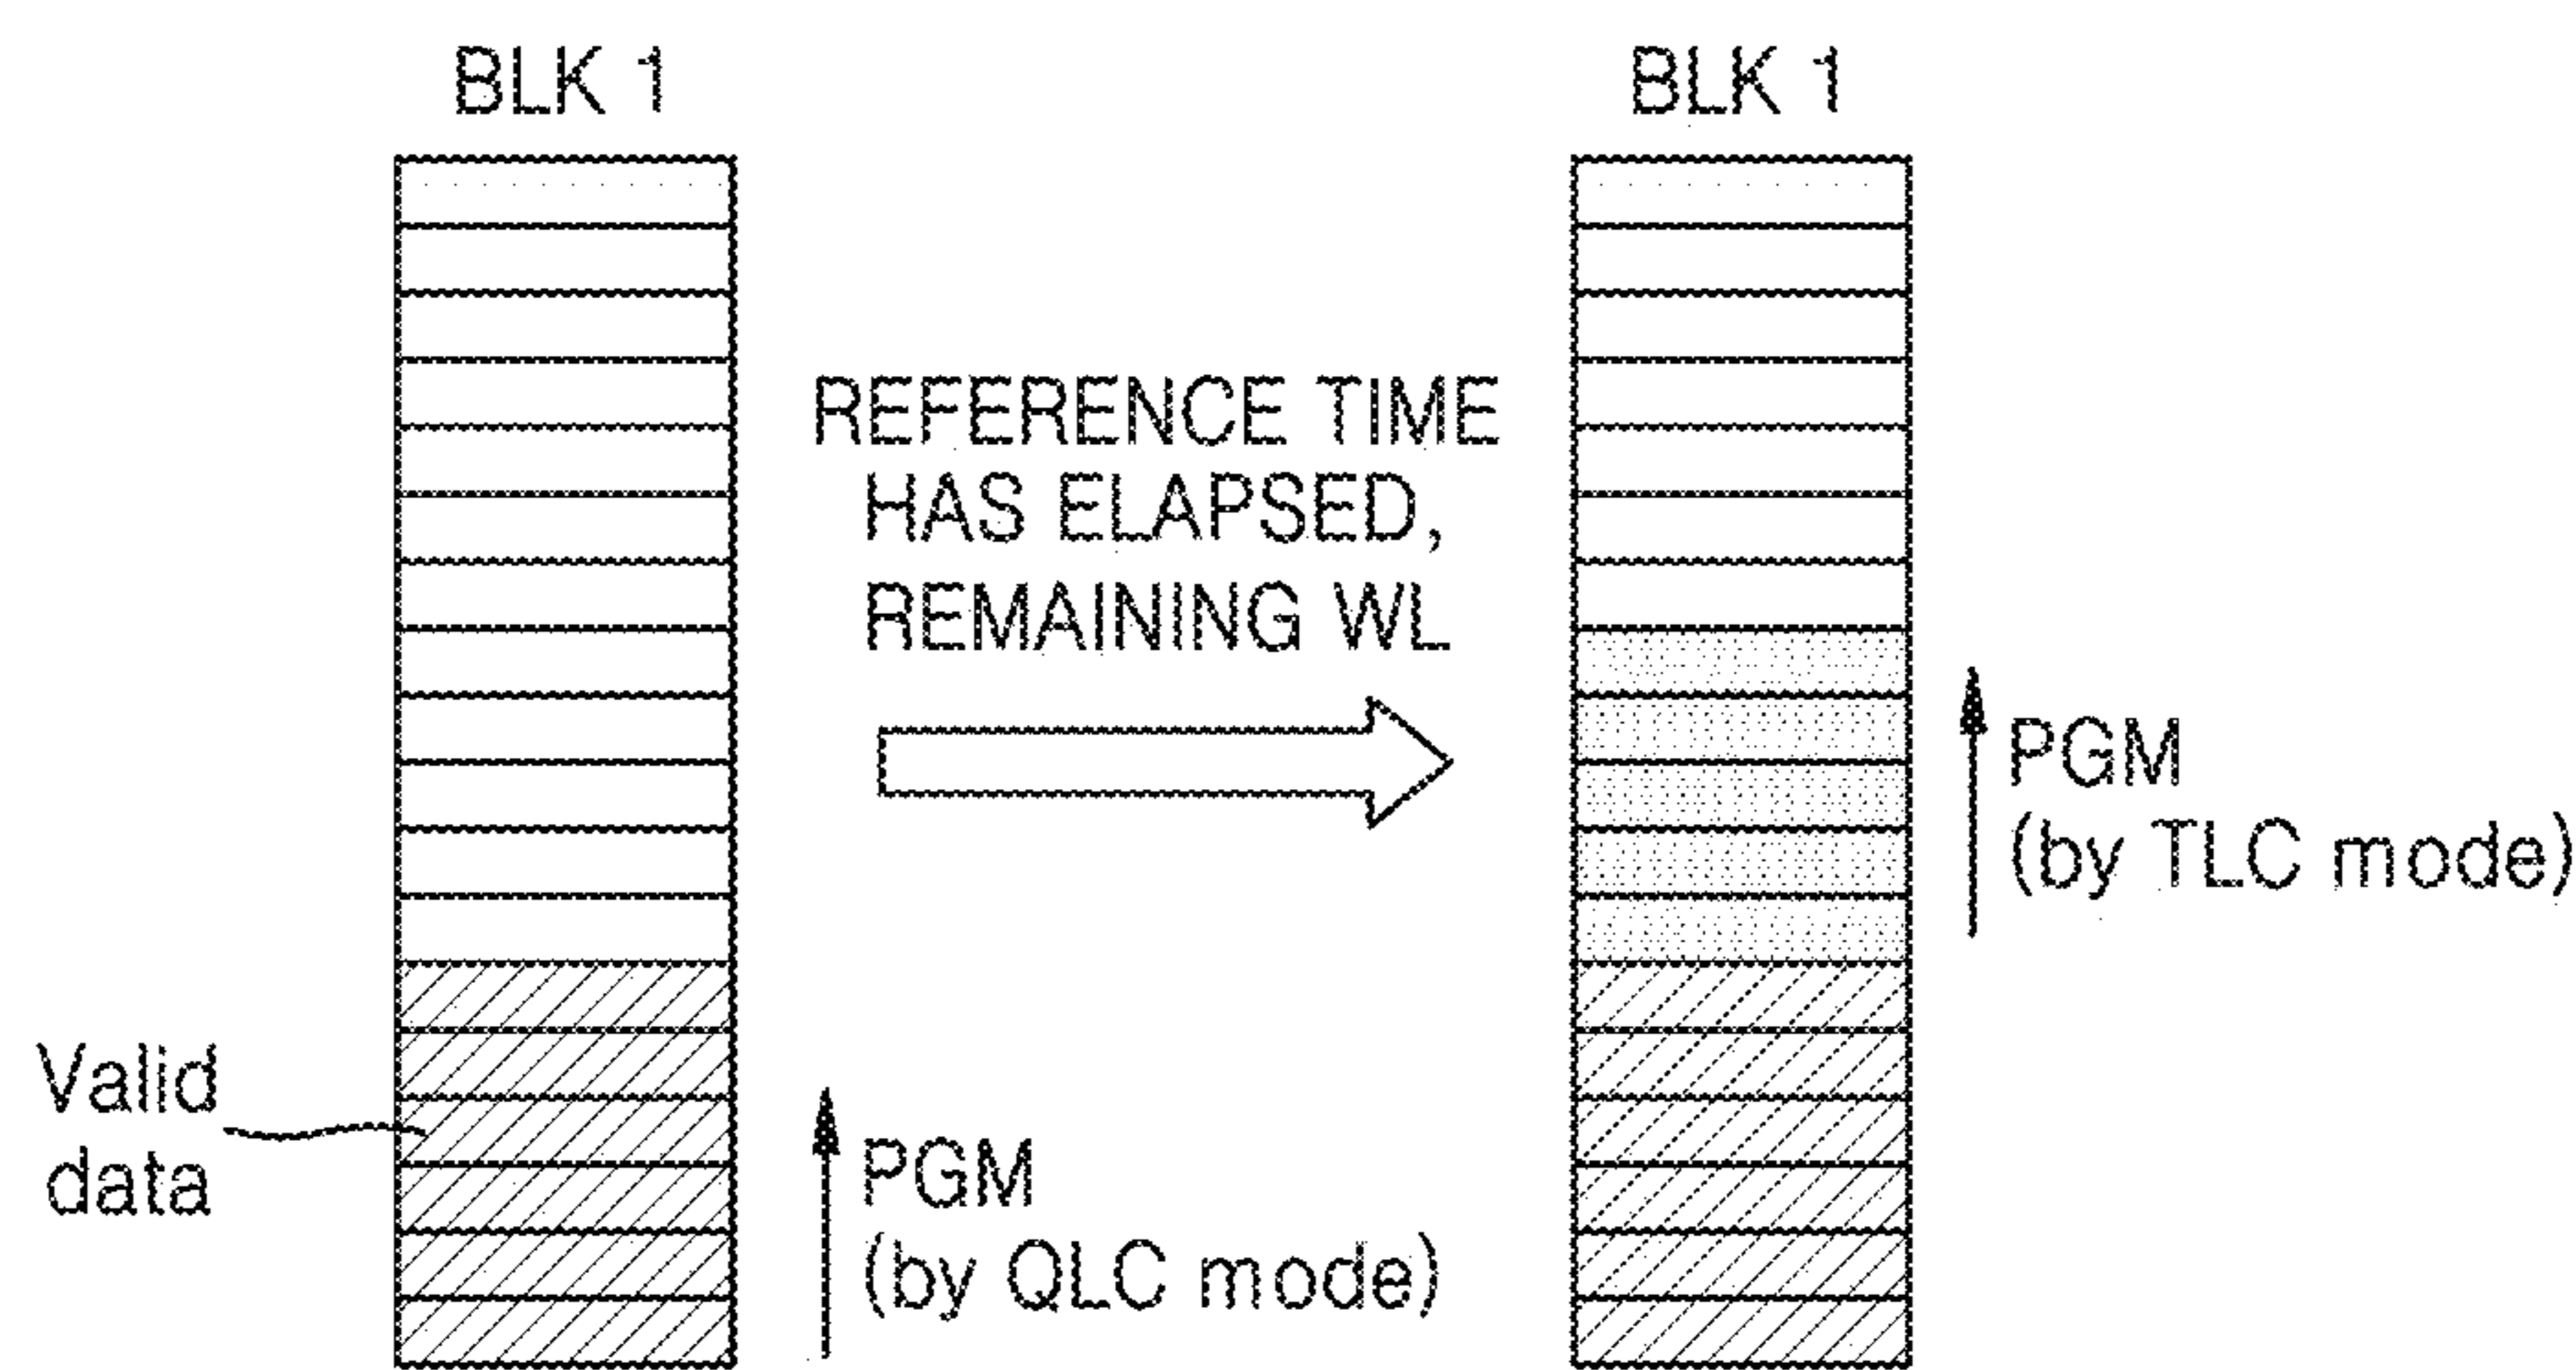 BLK 1
BLK 1
REFERENCE TIME
HAS ELAPSED,
REMAINING WL
PGM
(by TLC mode)
Valid
data
PGM
(by QLC mode)